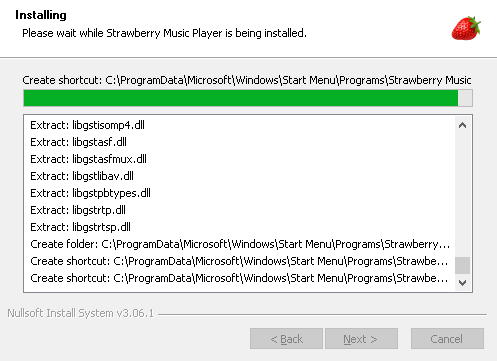 Installing
Please wait while Strawberry Music Player is being installed.
Create shortcut: C:\ProgramData\Microsoft\Windows\Start Menu\Programs\Strawberry Music
Extract: libgstisomp4.dll
Extract: libgstasf.dll
Extract: libgstasfmux.dll
Extract: libgstlibav.dll
Extract: libgstpbtypes.dll
Extract: libgstrtp.dll
Extract: libgstrtsp.dll
Create folder: C:\ProgramData\Microsoft\Windows\Start Menu\Programs\Strawberry...
Create shortcut: C:\ProgramData\Microsoft\Windows\Start Menu\Programs\Strawbe...
Create shortcut: C:\ProgramData\Microsoft\Windows\Start Menu\Programs\Strawbe...
Nullsoft Install System v3.06.1
< Back
Next >
Cancel